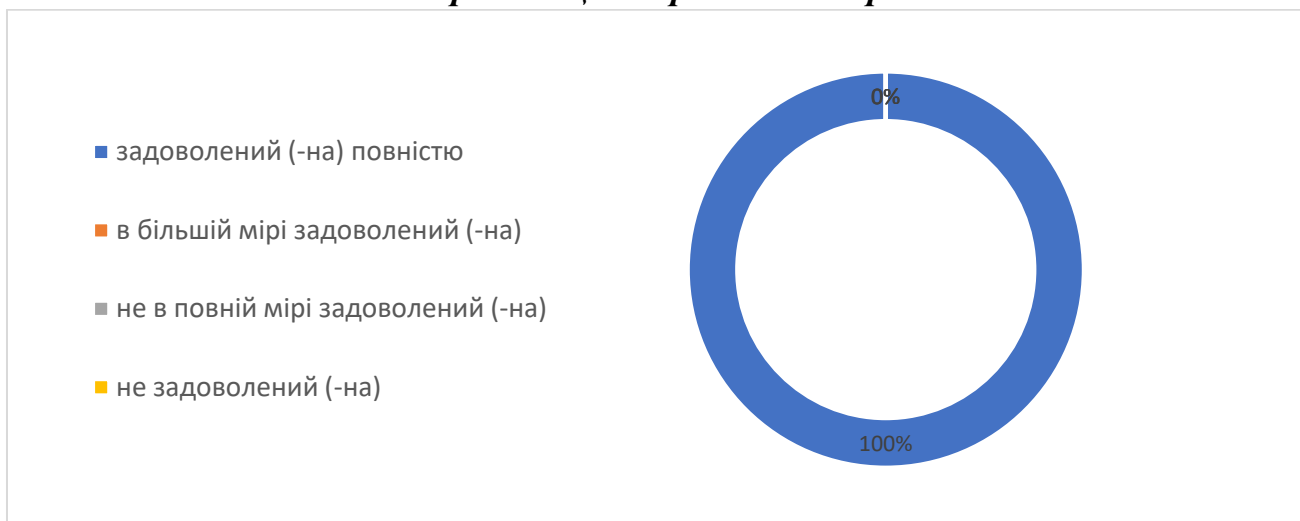 задоволений (-на) повністю
в більшій мірі задоволений (-на)
не в повній мірі задоволений (-на)
не задоволений (-на)
0%
100%